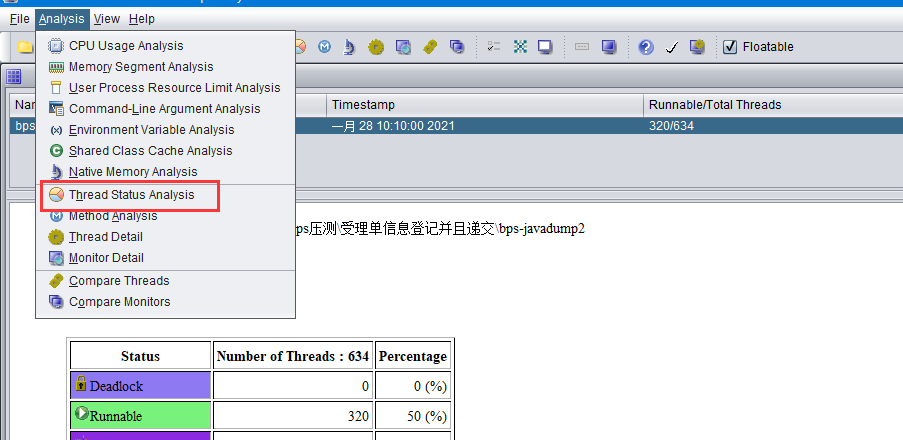 File Analysis View Help
Floatable
CPU Usage Analysis
Memory Segment Analysis
User Process Resource Limit Analysis
Command-Line Argument Analysis
Environment Variable Analysis
Shared Class Cache Analysis
Native Memory Analysis
Thread Status Analysis
Method Analysis
Thread Detail
Monitor Detail
Compare Threads
Compare Monitors
Timestamp Runnable/Total Threads
bps 一月 28 10:10:00 2021 320/634
ps压测\受理单信息登记并且递交\bps-javadump2
Status Number of Threads : 634 Percentage
Deadlock 0 0 (%)
Runnable 320 50 (%)